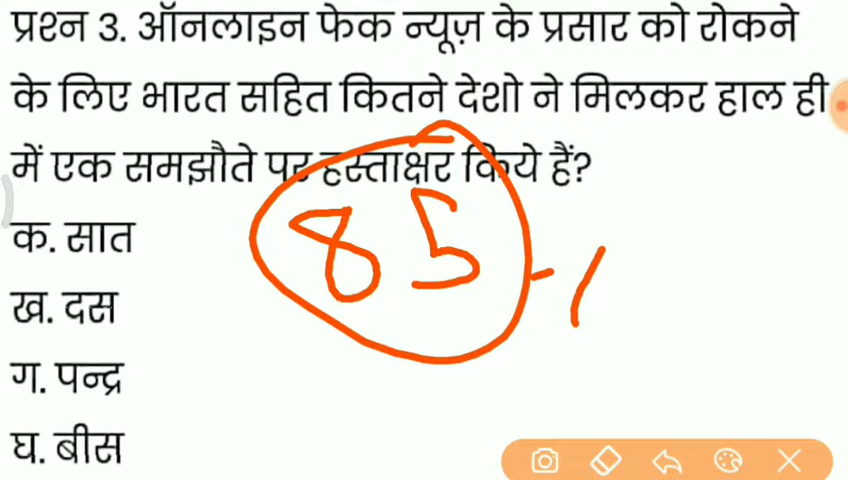 प्रश्न 3. ऑनलाइन फेक न्यूज़ के प्रसार को रोकने
के लिए भारत सहित कितने देशो ने मिलकर हाल ही
में एक समझौते पर हस्ताक्षर किये हैं?
85 - /
क. सात
ख. दस
ग. पन्द्र
घ. बीस